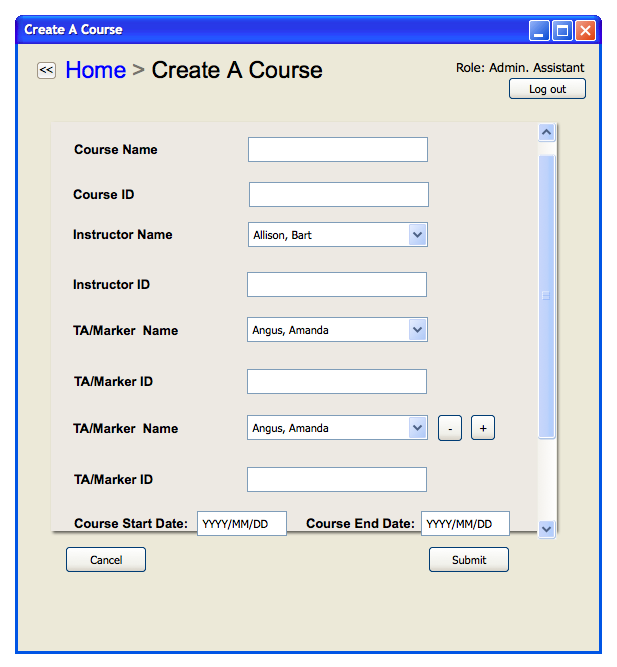 Create A Course
<< Home > Create A Course
Role: Admin. Assistant
Log out
Course Name
Course ID
Instructor Name Allison, Bart
Instructor ID
TA/Marker Name Angus, Amanda
TA/Marker ID
TA/Marker Name Angus, Amanda - +
TA/Marker ID
Course Start Date: YYYY/MM/DD Course End Date: YYYY/MM/DD
Cancel Submit